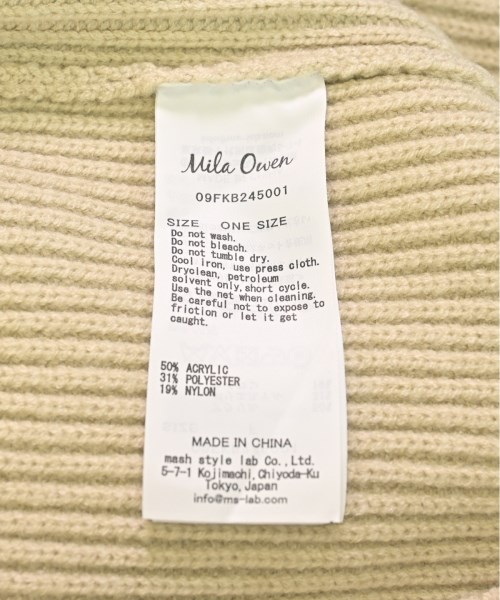 Mila Owen
09FKB245001
SIZE ONE SIZE
Do not wash.
Do not bleach.
Do not tumble dry.
Cool iron, use press cloth.
Dryclean, petroleum
solvent only,short cycle.
Use the net when cleaning.
Be careful not to expose to
friction or let it get
caught.
50% ACRYLIC
31% POLYESTER
19% NYLON
MADE IN CHINA
mash style lab Co.,Ltd.
5-7-1 Kojimachi,Chiyoda-Ku
Tokyo,Japan
info@ms-lab.com